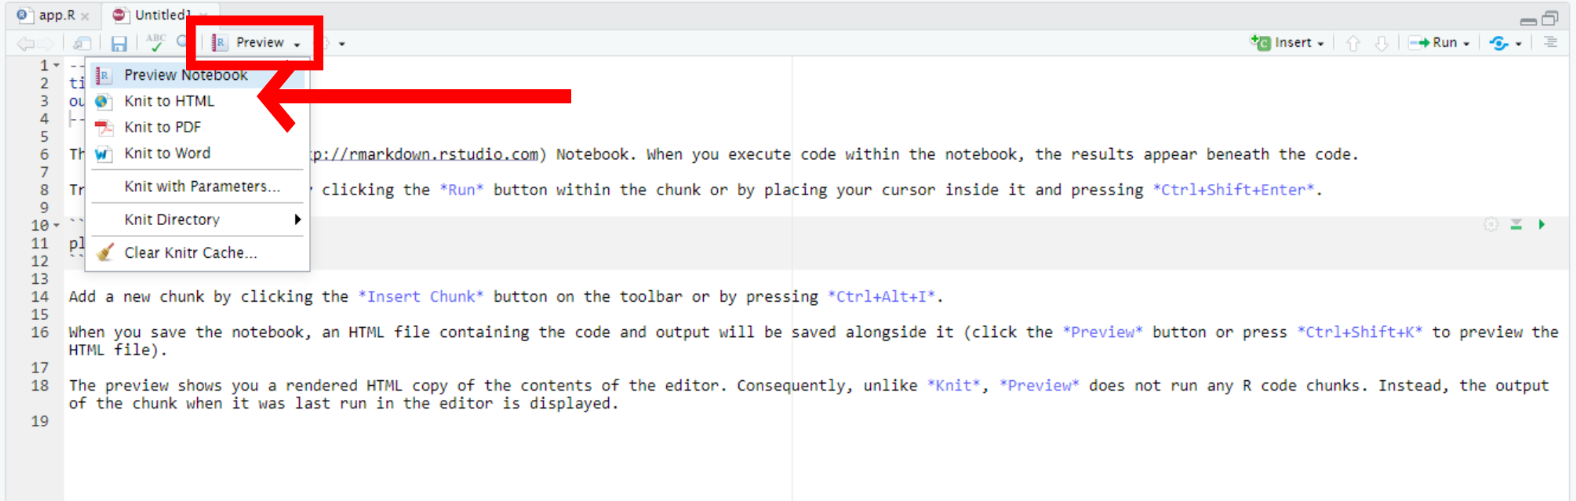 app.R
Untitled1
ABC
Preview
Insert
Run
Preview Notebook
Knit to HTML
Knit to PDF
Knit to Word
Knit with Parameters...
Knit Directory
Clear Knitr Cache...
1 --
2 ti
3 ou
4 --
5
6 Th p://rmarkdown.rstudio.com) Notebook. When you execute code within the notebook, the results appear beneath the code.
7
8 Tr clicking the *Run* button within the chunk or by placing your cursor inside it and pressing *Ctrl+Shift+Enter*.
9
10 ``
11 pl
12 ``
13
14 Add a new chunk by clicking the *Insert Chunk* button on the toolbar or by pressing *Ctrl+Alt+I*.
15
16 When you save the notebook, an HTML file containing the code and output will be saved alongside it (click the *Preview* button or press *Ctrl+Shift+K* to preview the
HTML file).
17
18 The preview shows you a rendered HTML copy of the contents of the editor. Consequently, unlike *Knit*, *Preview* does not run any R code chunks. Instead, the output
of the chunk when it was last run in the editor is displayed.
19